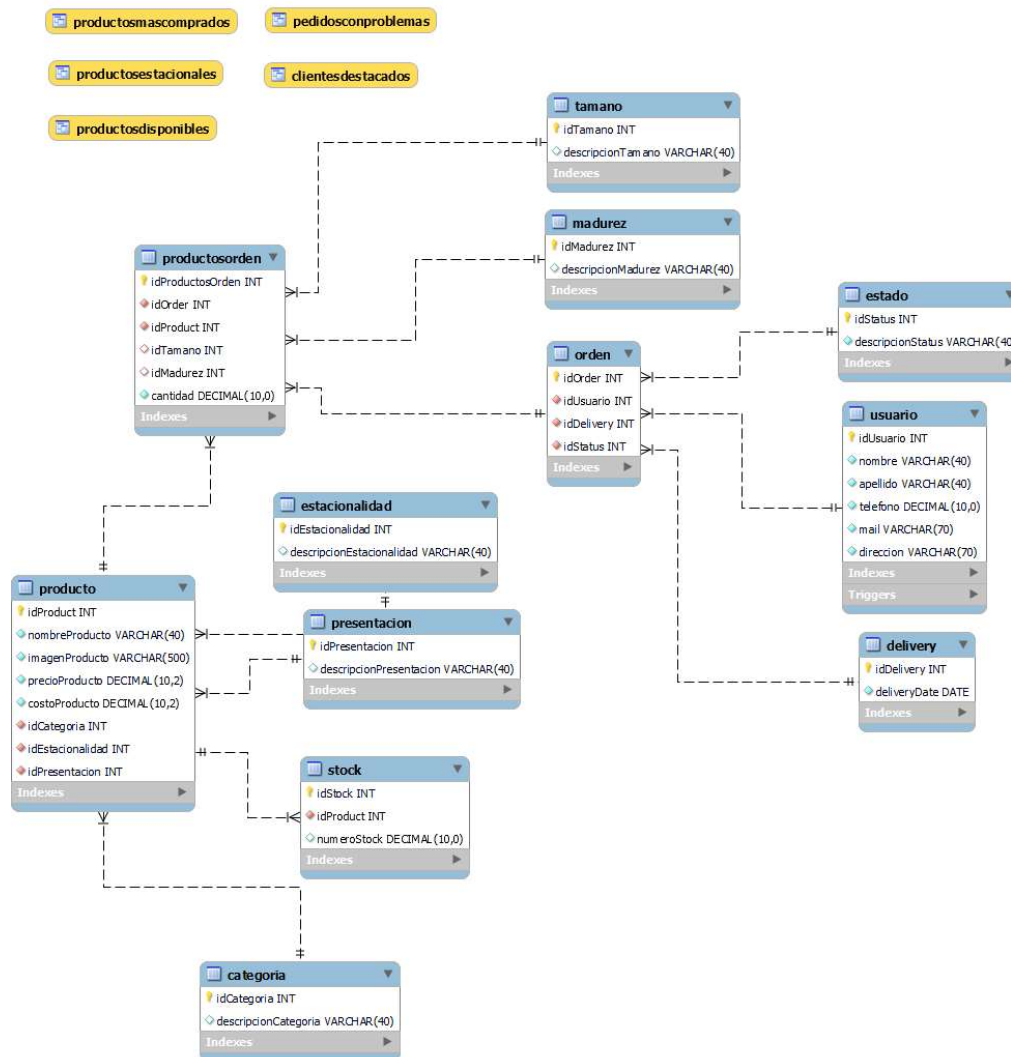 productosmascomprados
pedidosconproblemas
productosestacionales
clientesdestacados
productosdisponibles
tamano
idTamano INT
descripcionTamano VARCHAR(40)
Indexes
madurez
idMadurez INT
descripcionMadurez VARCHAR(40)
Indexes
productosorden
idProductosOrden INT
idOrder INT
idProduct INT
idTamano INT
idMadurez INT
cantidad DECIMAL(10,0)
Indexes
estado
idStatus INT
descripcionStatus VARCHAR(40
Indexes
orden
idOrder INT
idUsuario INT
idDelivery INT
idStatus INT
Indexes
usuario
idUsuario INT
nombre VARCHAR(40)
apellido VARCHAR(40)
telefono DECIMAL(10,0)
mail VARCHAR(70)
direccion VARCHAR(70)
Indexes
Triggers
estacionalidad
idEstacionalidad INT
descripcionEstacionalidad VARCHAR(40)
Indexes
producto
idProduct INT
nombreProducto VARCHAR(40)
imagenProducto VARCHAR(500)
precioProducto DECIMAL(10,2)
costoProducto DECIMAL(10,2)
idCategoria INT
idEstacionalidad INT
idPresentacion INT
Indexes
presentacion
idPresentacion INT
descripcionPresentacion VARCHAR(40)
Indexes
delivery
idDelivery INT
deliveryDate DATE
Indexes
stock
idStock INT
idProduct INT
numeroStock DECIMAL(10,0)
Indexes
categoria
idCategoria INT
descripcionCategoria VARCHAR(40)
Indexes